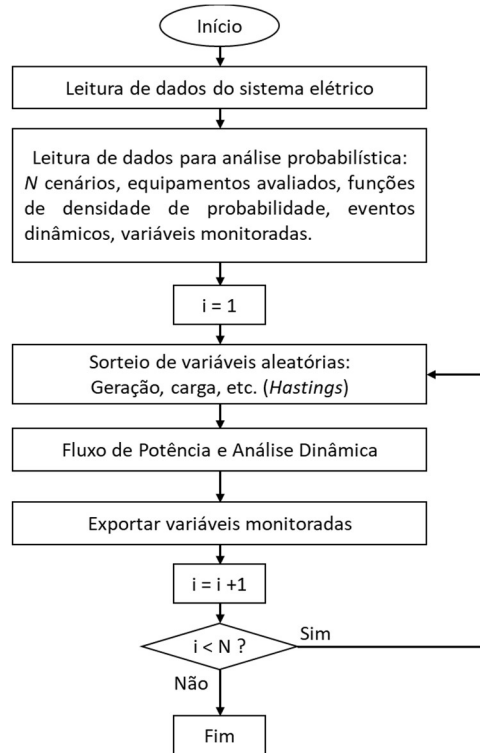 Início
Leitura de dados do sistema elétrico
Leitura de dados para análise probabilística:
N cenários, equipamentos avaliados, funções
de densidade de probabilidade, eventos
dinâmicos, variáveis monitoradas.
i = 1
Sorteio de variáveis aleatórias:
Geração, carga, etc. (Hastings)
Fluxo de Potência e Análise Dinâmica
Exportar variáveis monitoradas
i = i +1
i < N ?
Sim
Não
Fim